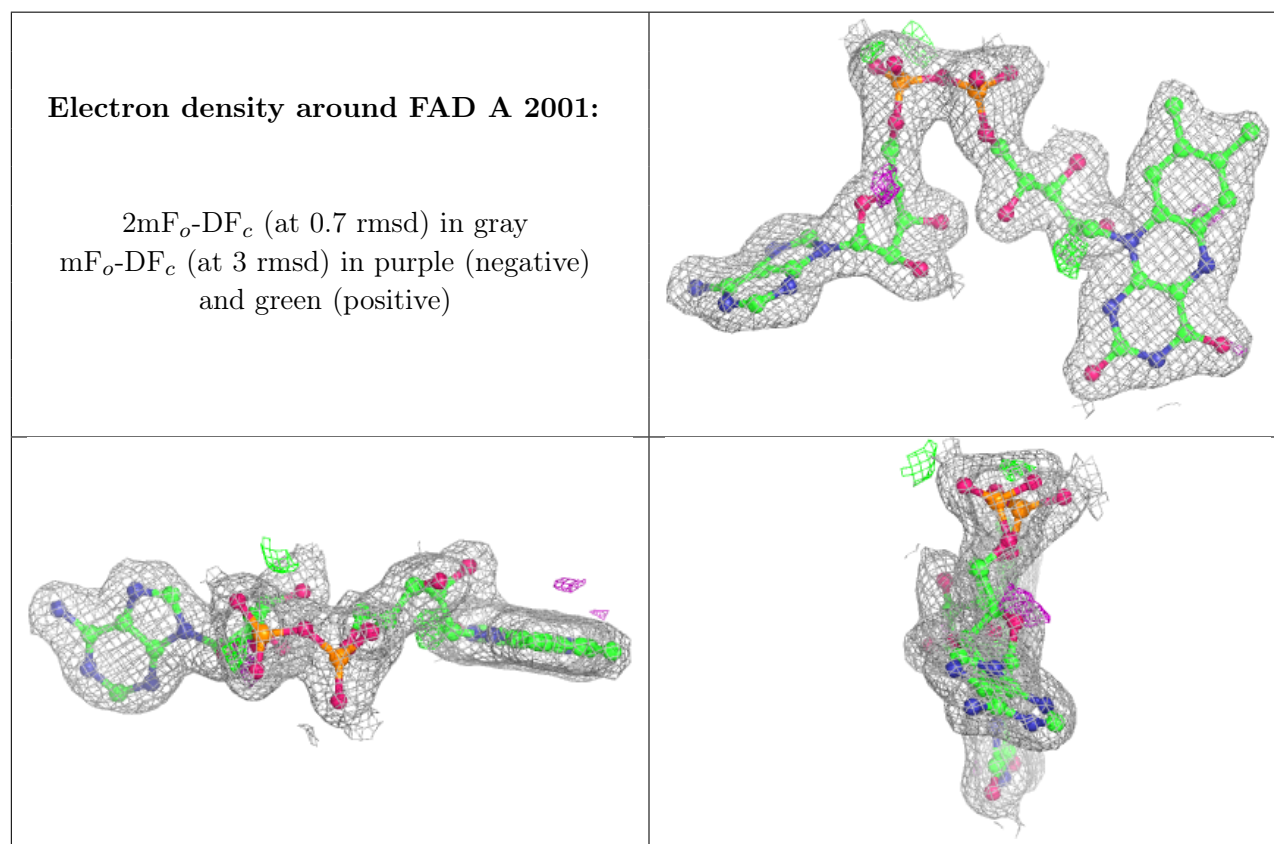 Electron density around FAD A 2001:
2mFo-DFc (at 0.7 rmsd) in gray
mFo-DFc (at 3 rmsd) in purple (negative)
and green (positive)